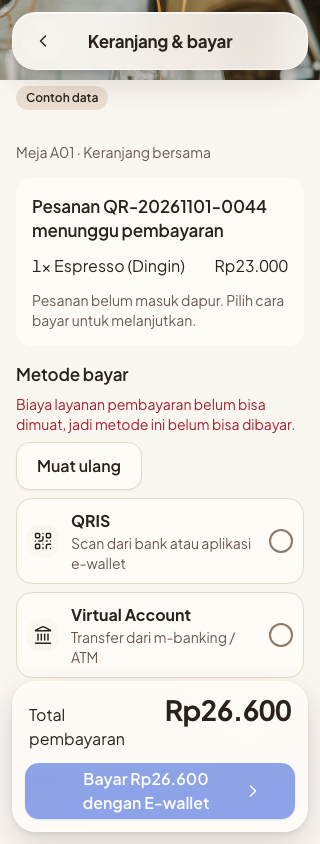 Keranjang & bayar
Contoh data
Meja A01 · Keranjang bersama
Pesanan QR-20261101-0044
menunggu pembayaran
1× Espresso (Dingin) Rp23.000
Pesanan belum masuk dapur. Pilih cara
bayar untuk melanjutkan.
Metode bayar
Biaya layanan pembayaran belum bisa
dimuat, jadi metode ini belum bisa dibayar.
Muat ulang
QRIS
Scan dari bank atau aplikasi
e-wallet
Virtual Account
Transfer dari m-banking /
ATM
Total
pembayaran
Rp26.600
Bayar Rp26.600
dengan E-wallet